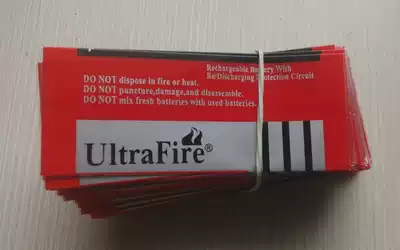 Rechargeable Battery With
Re/Discharging Protection Circuit
DO NOT dispose in fire or heat.
DO NOT puncture,damage,and disassemble.
DO NOT mix fresh batteries with used batteries.
UltraFire®